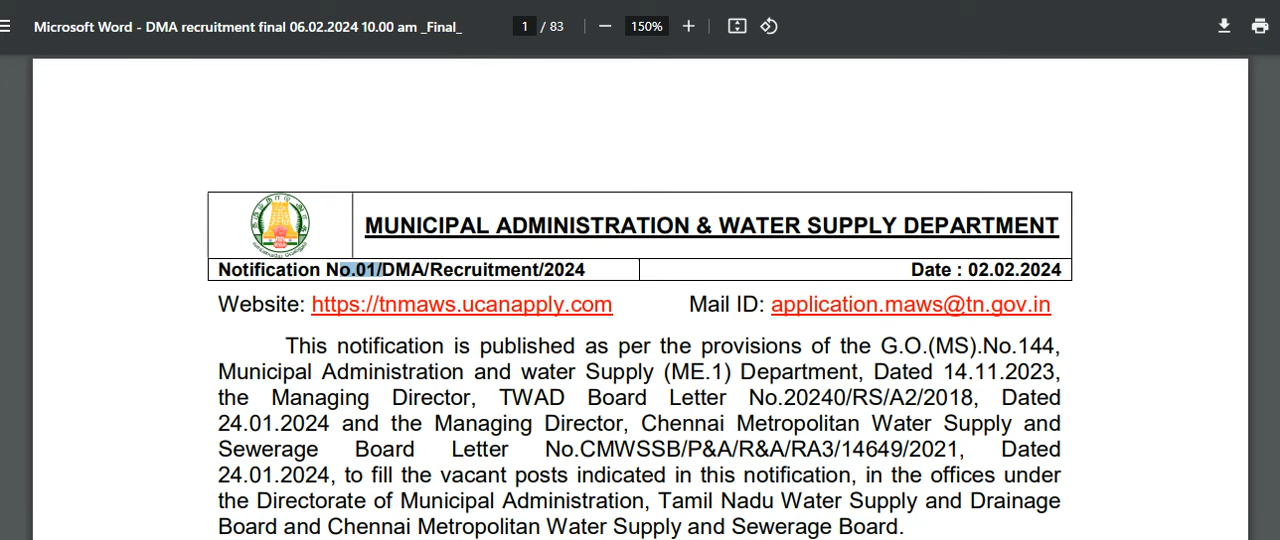 Microsoft Word - DMA recruitment final 06.02.2024 10.00 am _Final_
1 / 83
150%
MUNICIPAL ADMINISTRATION & WATER SUPPLY DEPARTMENT
Notification No.01/DMA/Recruitment/2024
Date : 02.02.2024
Website: https://tnmaws.ucanapply.com
Mail ID: application.maws@tn.gov.in
This notification is published as per the provisions of the G.O.(MS).No.144,
Municipal Administration and water Supply (ME.1) Department, Dated 14.11.2023,
the Managing Director, TWAD Board Letter No.20240/RS/A2/2018, Dated
24.01.2024 and the Managing Director, Chennai Metropolitan Water Supply and
Sewerage Board Letter No.CMWSSB/P&A/R&A/RA3/14649/2021, Dated
24.01.2024, to fill the vacant posts indicated in this notification, in the offices under
the Directorate of Municipal Administration, Tamil Nadu Water Supply and Drainage
Board and Chennai Metropolitan Water Supply and Sewerage Board.